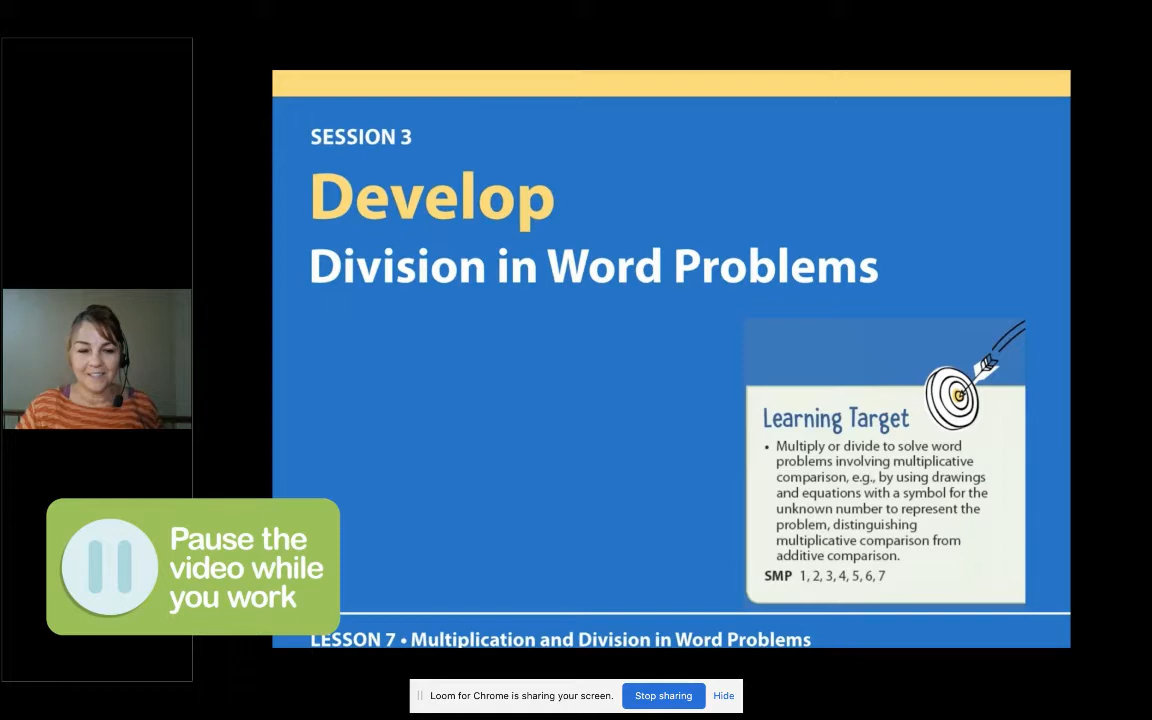 SESSION 3
Develop
Division in Word Problems
Learning Target
• Multiply or divide to solve word
problems involving multiplicative
comparison, e.g., by using drawings
and equations with a symbol for the
unknown number to represent the
problem, distinguishing
multiplicative comparison from
additive comparison.
SMP 1, 2, 3, 4, 5, 6, 7
Pause the
video while
you work
LESSON 7 • Multiplication and Division in Word Problems
Loom for Chrome is sharing your screen.
Stop sharing
Hide